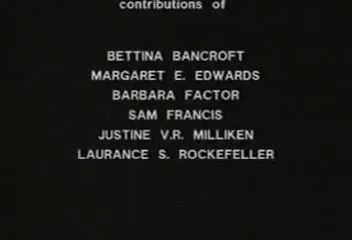 contributions of
BETTINA BANCROFT
MARGARET E. EDWARDS
BARBARA FACTOR
SAM FRANCIS
JUSTINE V.R. MILLIKEN
LAURANCE S. ROCKEFELLER